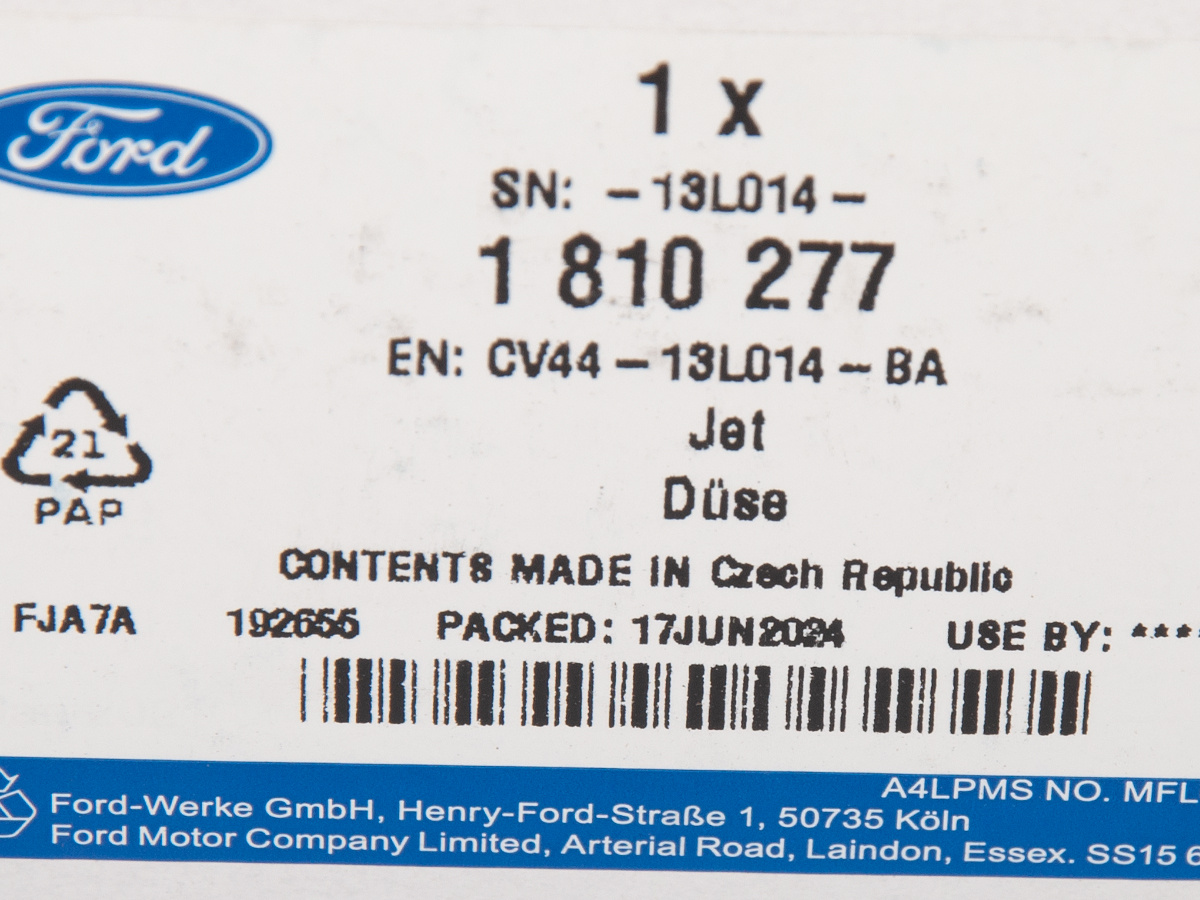 Ford
1 x
SN: -13L014-
1 810 277
EN: CV44-13L014-BA
Jet
Düse
21
PAP
CONTENTS MADE IN Czech Republic
FJA7A 192655 PACKED: 17JUN2024 USE BY: ****
A4LPMS NO. MFL
Ford-Werke GmbH, Henry-Ford-Straße 1, 50735 Köln
Ford Motor Company Limited, Arterial Road, Laindon, Essex. SS15 6